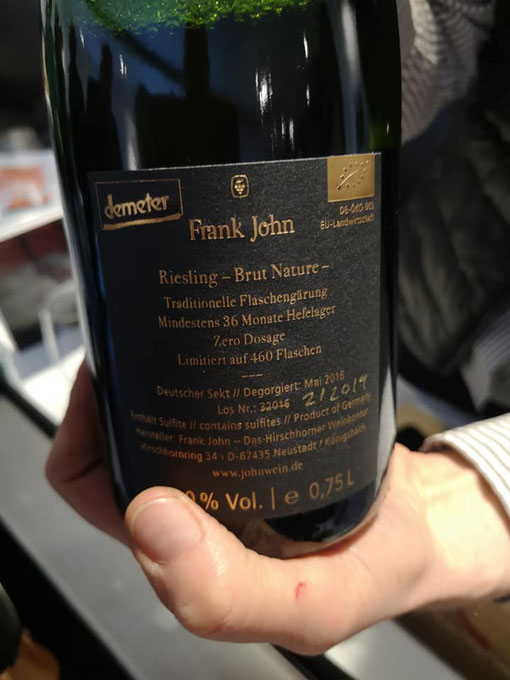 demeter
DE-ÖKO-003
EU-Landwirtschaft
Frank John
Riesling – Brut Nature –
Traditionelle Flaschengärung
Mindestens 36 Monate Hefelager
Zero Dosage
Limitiert auf 460 Flaschen
Deutscher Sekt // Degorgiert: Mai 2016
Los Nr.: 32016 2/2019
Enthält Sulfite // contains sulfites // Product of Germany
Hersteller: Frank John – Das Hirschhorner Weinkontor
Hirschhornring 34 › D-67435 Neustadt / Königsbach
www.johnwein.de
% Vol. | e 0,75 L